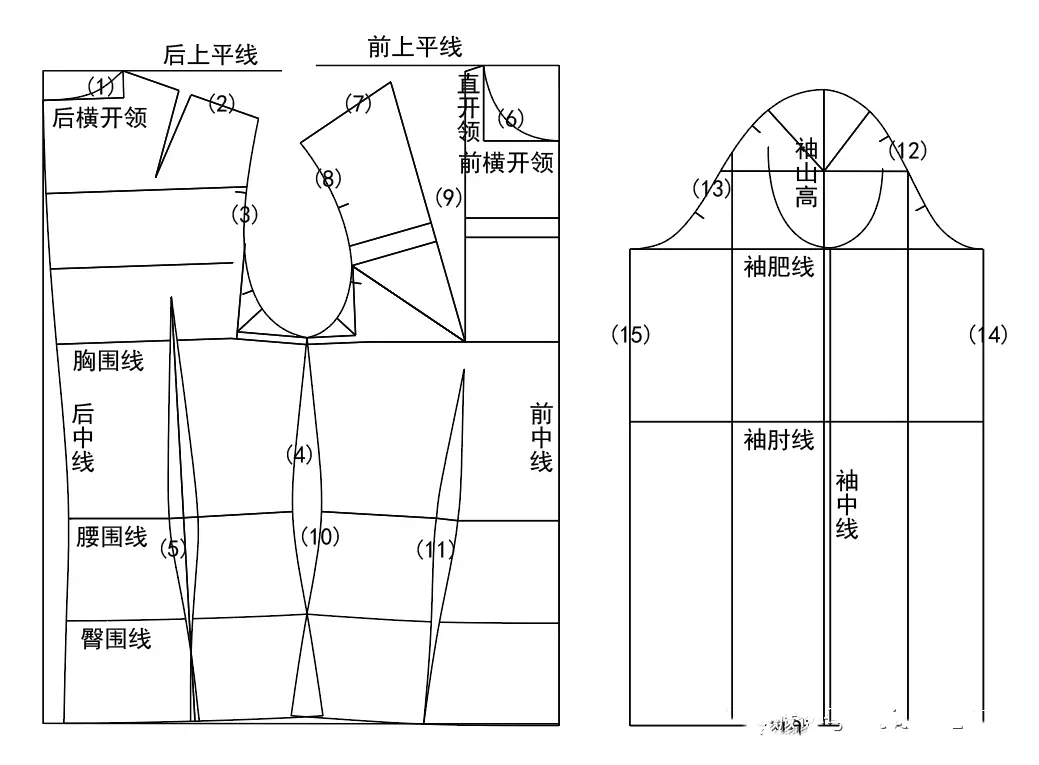 后上平线
前上平线
(1)
后横开领
(2)
(7)
直开领
(6)
前横开领
(3)
(8)
(9)
胸围线
后中线
前中线
(4)
腰围线
(5)
(10)
(11)
臀围线
袖山高
(12)
(13)
袖肥线
(15)
(14)
袖肘线
袖中线